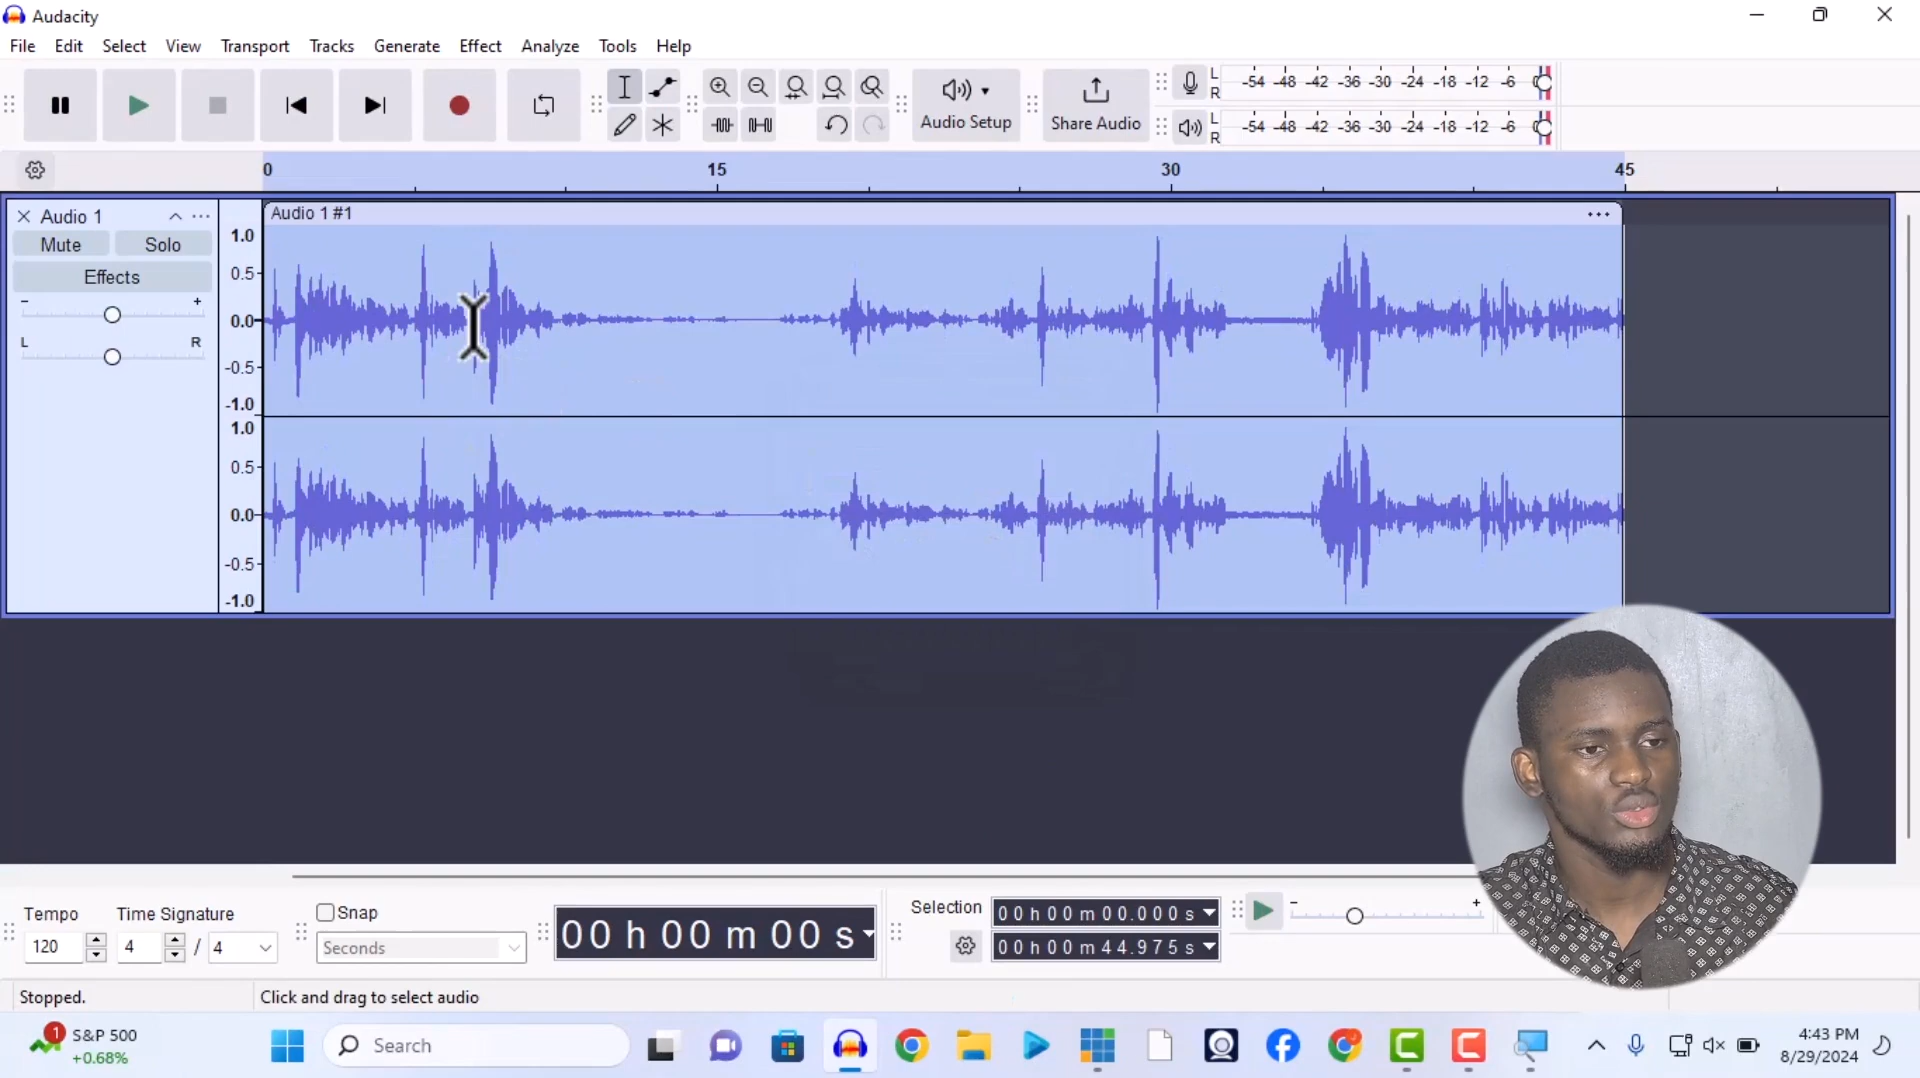 Audacity
File Edit Select View Transport Tracks Generate Effect Analyze Tools Help
Audio Setup
Share Audio
L
R
-54 -48 -42 -36 -30 -24 -18 -12 -6 0
L
R
-54 -48 -42 -36 -30 -24 -18 -12 -6 0
0 15 30 45
Audio 1
Audio 1 #1
Mute Solo
Effects
- +
L R
1.0
0.5
0.0
-0.5
-1.0
1.0
0.5
0.0
-0.5
-1.0
Tempo
120
Time Signature
4 / 4
Snap
Seconds
00 h 00 m 00 s
Selection
00 h 00 m 00.000 s
00 h 00 m 44.975 s
- +
Stopped.
Click and drag to select audio
1
S&P 500
+0.68%
Search
4:43 PM
8/29/2024